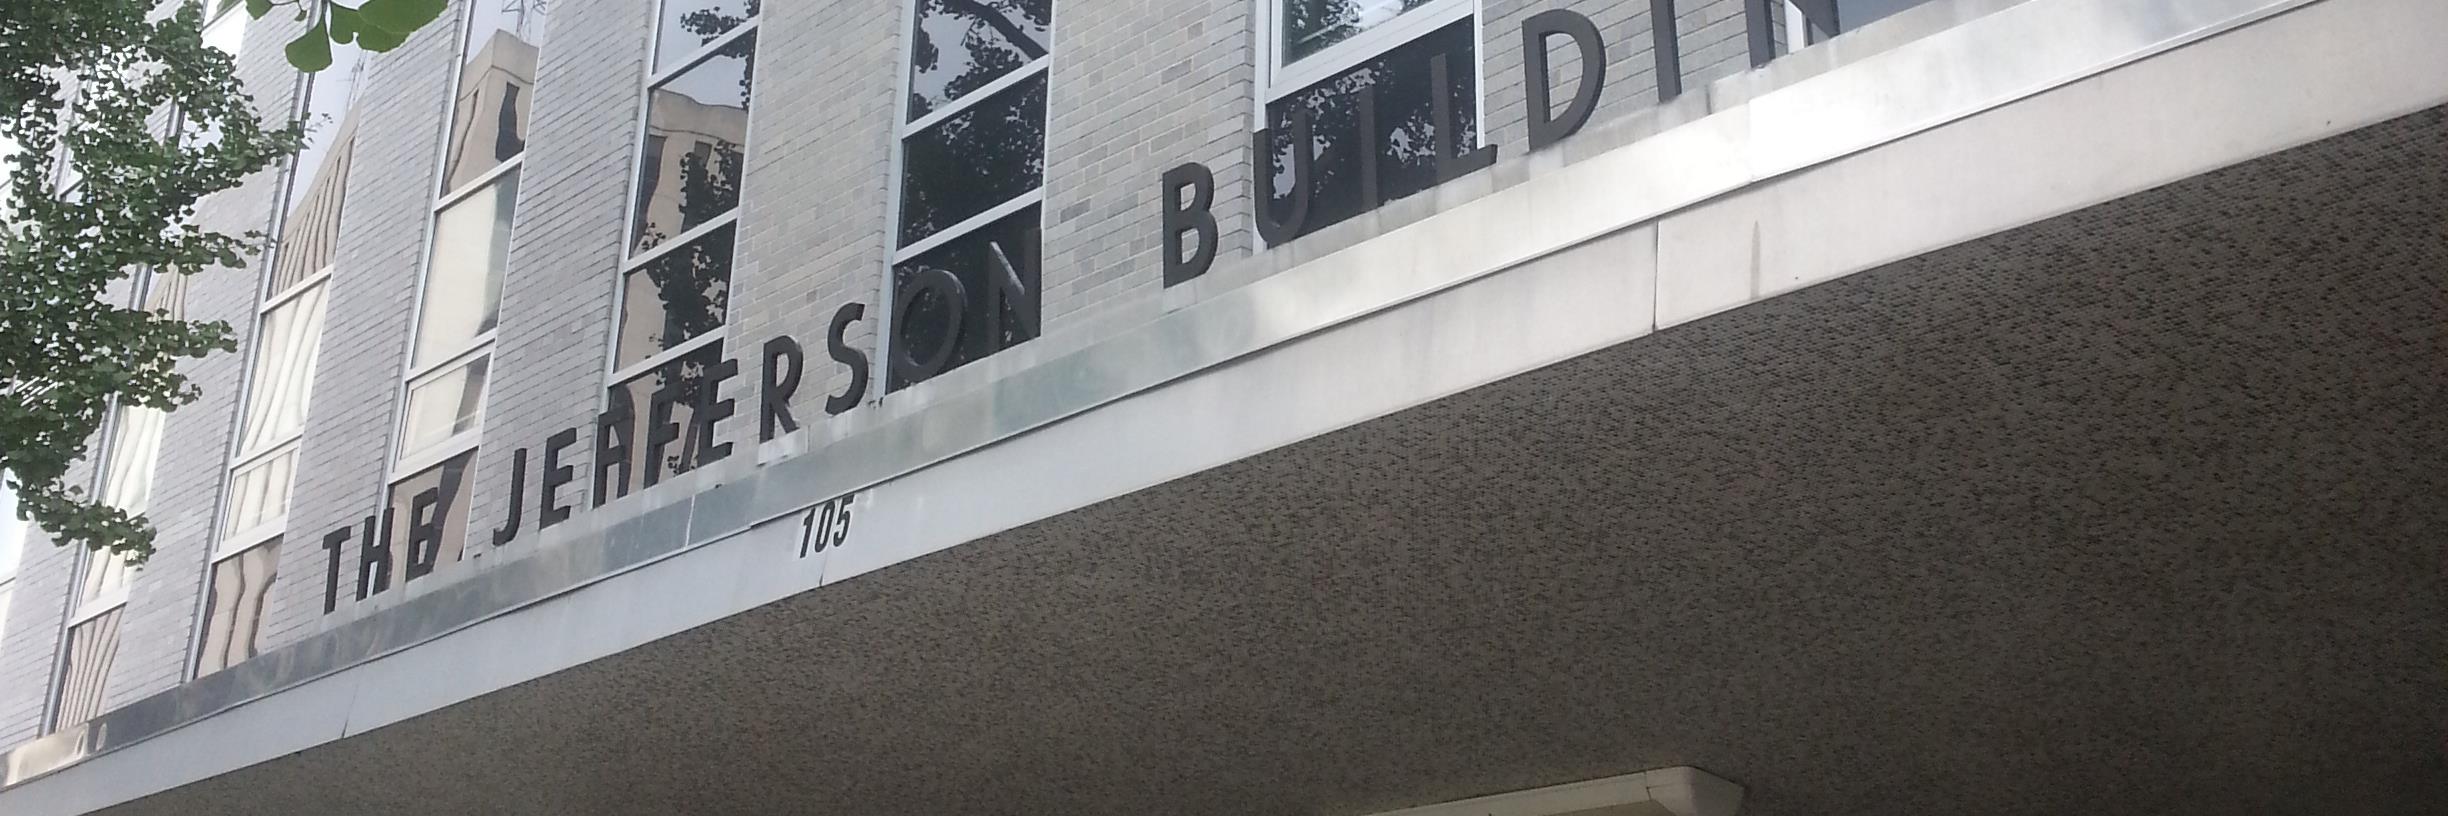 THE JEFFERSON BUILDIN
105